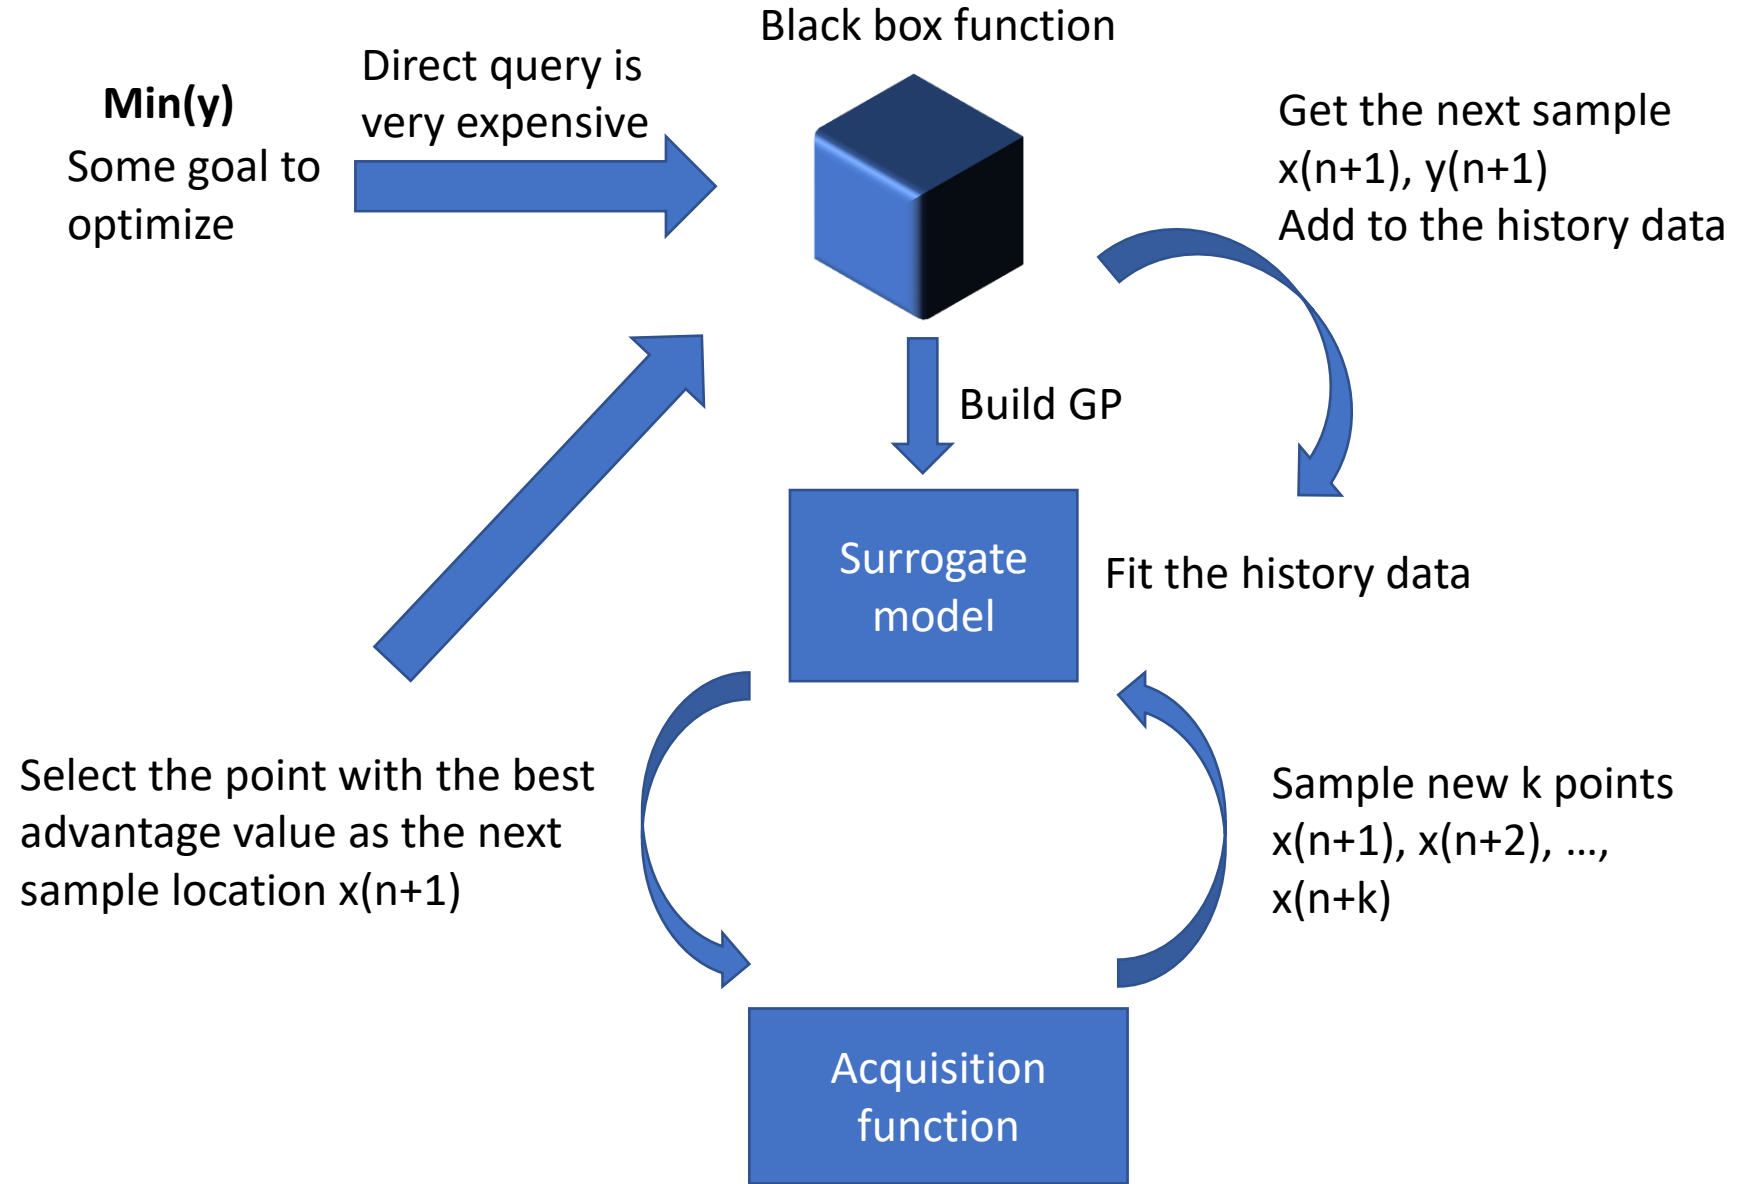 Black box function
Min(y)
Some goal to
optimize
Direct query is
very expensive
Get the next sample
x(n+1), y(n+1)
Add to the history data
Build GP
Surrogate
model
Fit the history data
Select the point with the best
advantage value as the next
sample location x(n+1)
Sample new k points
x(n+1), x(n+2), …,
x(n+k)
Acquisition
function